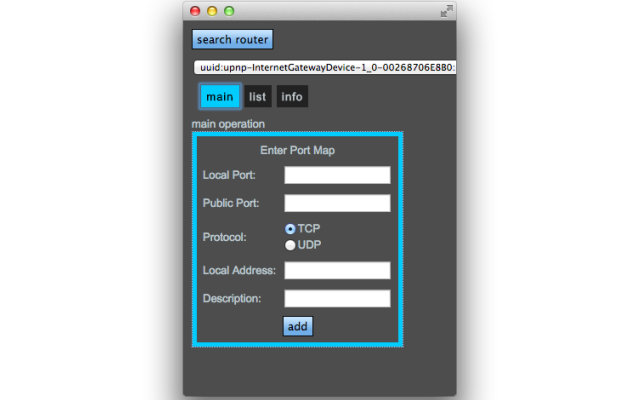 search router
uuid:upnp-InternetGatewayDevice-1_0-00268706E8B0:
main list info
main operation
Enter Port Map
Local Port:
Public Port:
Protocol:
TCP
UDP
Local Address:
Description:
add